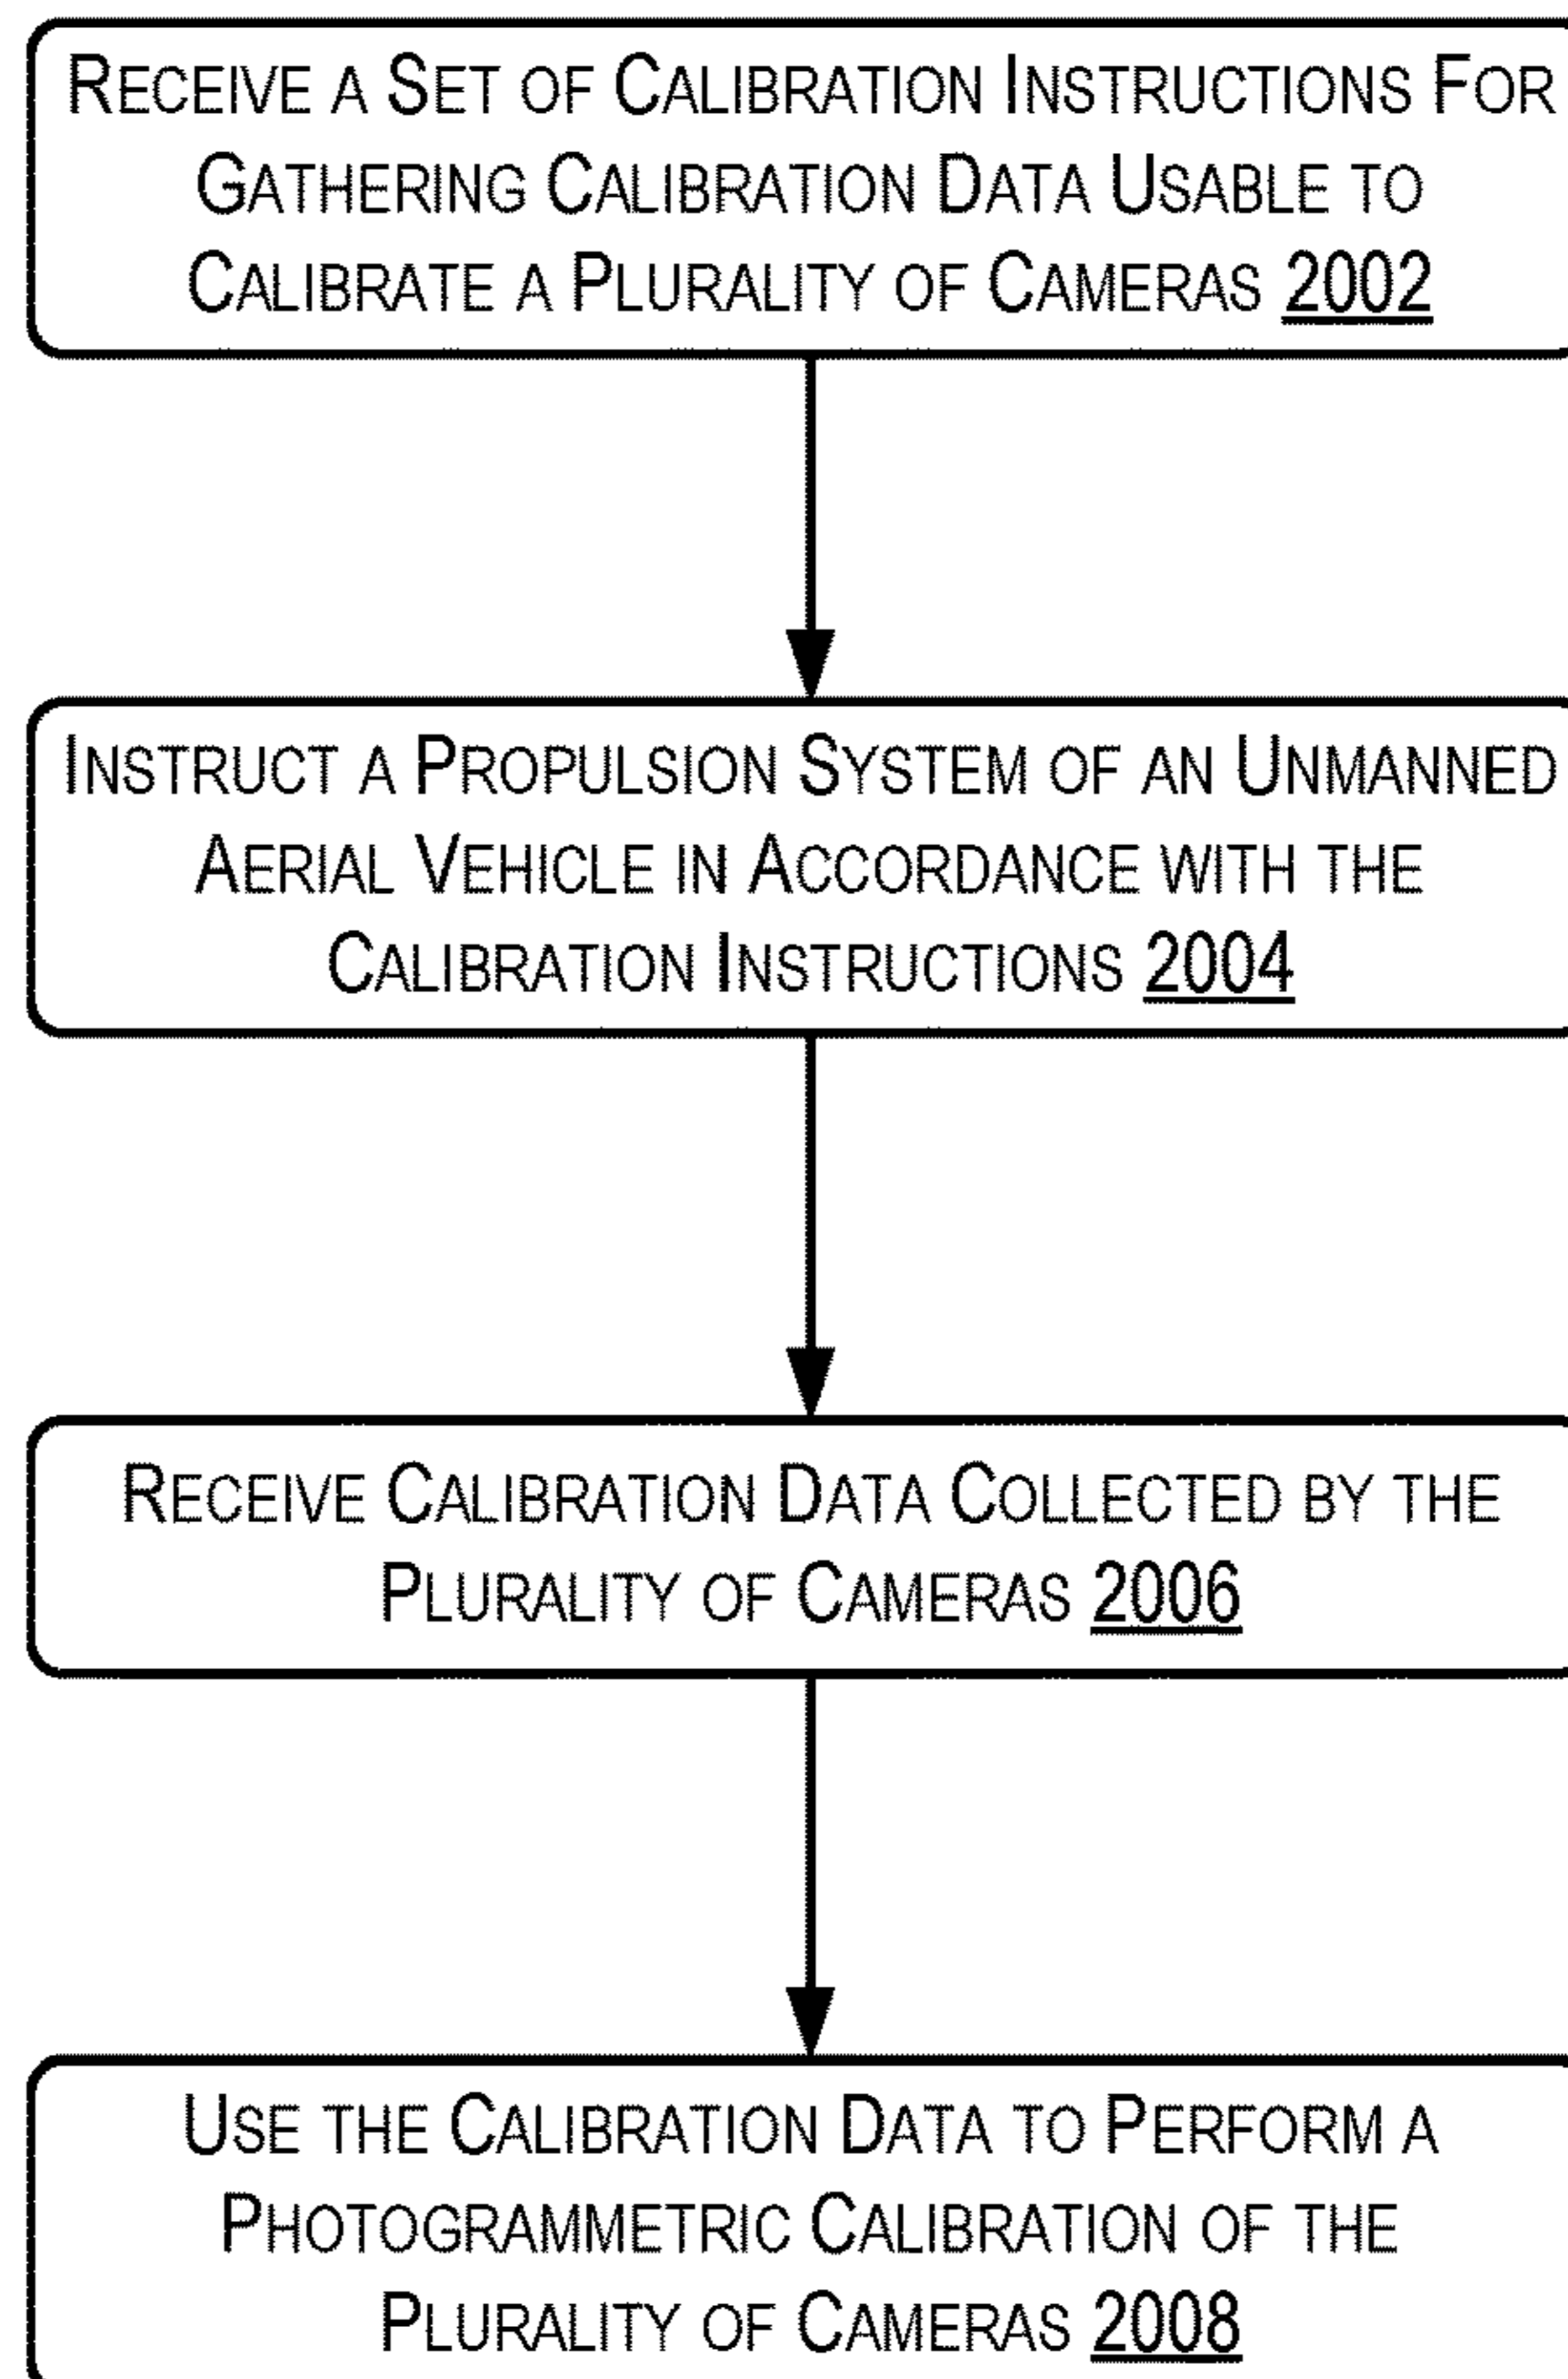 RECEIVE A SET OF CALIBRATION INSTRUCTIONS FOR
GATHERING CALIBRATION DATA USABLE TO
CALIBRATE A PLURALITY OF CAMERAS 2002
INSTRUCT A PROPULSION SYSTEM OF AN UNMANNED
AERIAL VEHICLE IN ACCORDANCE WITH THE
CALIBRATION INSTRUCTIONS 2004
RECEIVE CALIBRATION DATA COLLECTED BY THE
PLURALITY OF CAMERAS 2006
USE THE CALIBRATION DATA TO PERFORM A
PHOTOGRAMMETRIC CALIBRATION OF THE
PLURALITY OF CAMERAS 2008